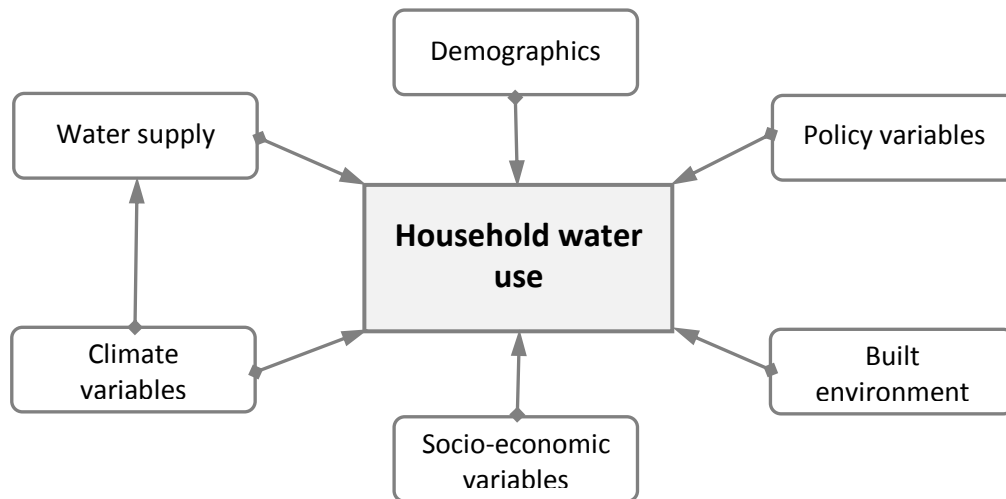 Demographics
Water supply
Policy variables
Household water
use
Climate
variables
Built
environment
Socio-economic
variables